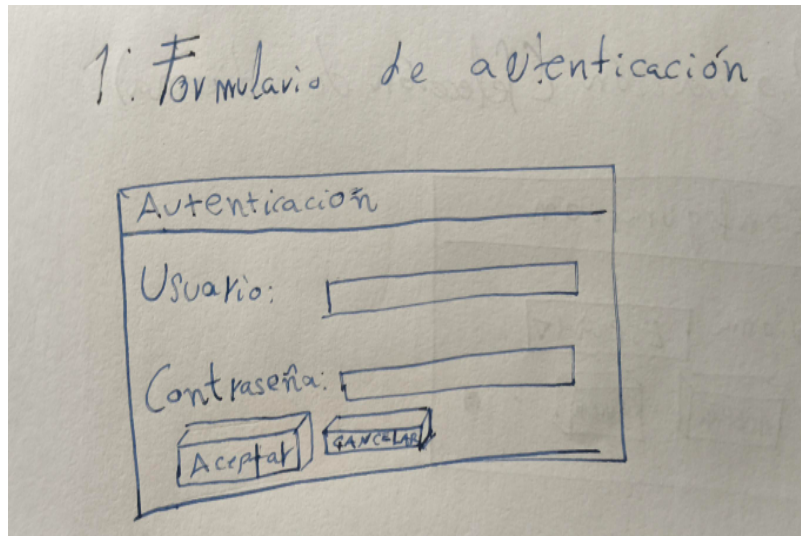 1: Formulario de autenticación
Autenticación
Usuario:
Contraseña:
Aceptar CANCELAR